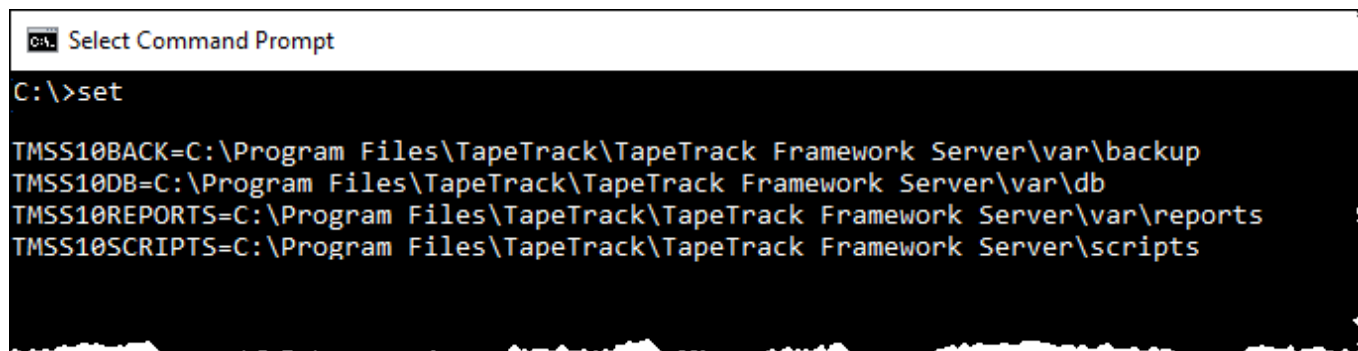 Select Command Prompt
C:\>set
TMSS10BACK=C:\Program Files\TapeTrack\TapeTrack Framework Server\var\backup
TMSS10DB=C:\Program Files\TapeTrack\TapeTrack Framework Server\var\db
TMSS10REPORTS=C:\Program Files\TapeTrack\TapeTrack Framework Server\var\reports
TMSS10SCRIPTS=C:\Program Files\TapeTrack\TapeTrack Framework Server\scripts